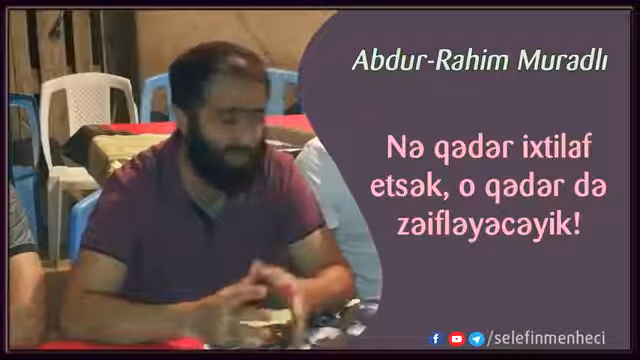 Abdur-Rahim Muradlı
Nə qədər ixtilaf
etsək, o qədər də
zəifləyəcəyik!
/selefinmenheci